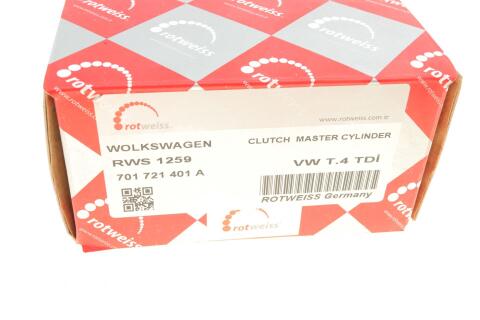 rotweiss
rotweiss
rotweiss
www.rotweiss.com.tr
WOLKSWAGEN
CLUTCH MASTER CYLINDER
RWS 1259
VW T.4 TDİ
701 721 401 A
ROTWEISS Germany
rotweiss
rotweiss